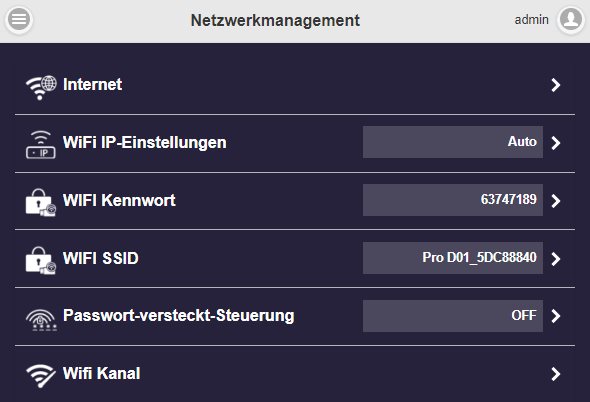 Netzwerkmanagement
admin
Internet
WiFi IP-Einstellungen
Auto
IP
WIFI Kennwort
63747189
WIFI SSID
Pro D01_5DC88840
Passwort-versteckt-Steuerung
OFF
Wifi Kanal